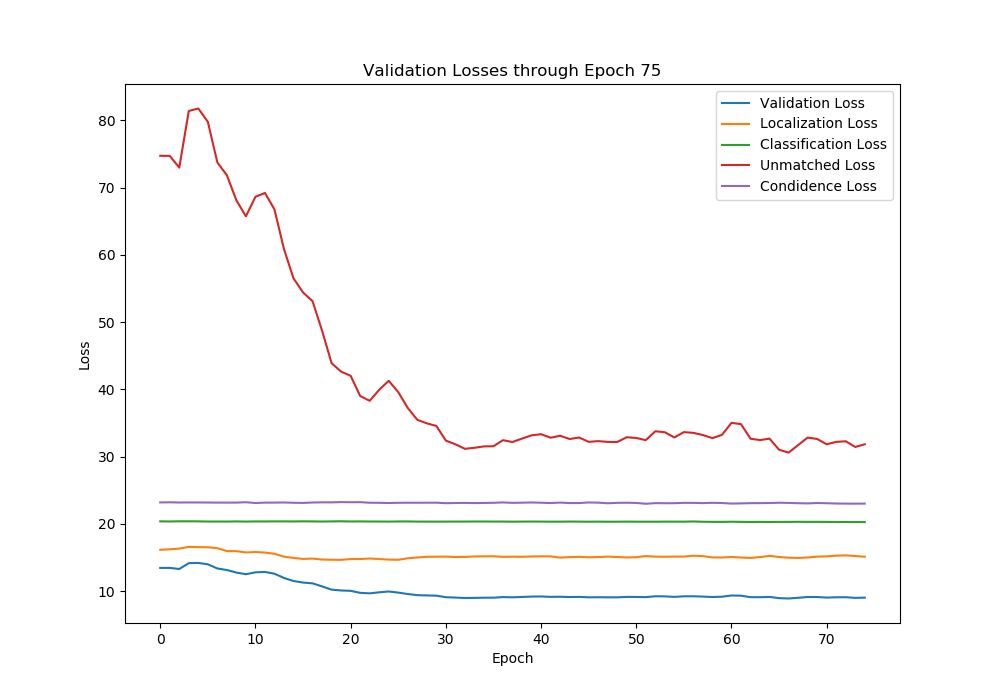 Validation Losses through Epoch 75
Validation Loss
Localization Loss
Classification Loss
Unmatched Loss
Condidence Loss
Loss
80
70
60
50
40
30
20
10
0 10 20 30 40 50 60 70
Epoch